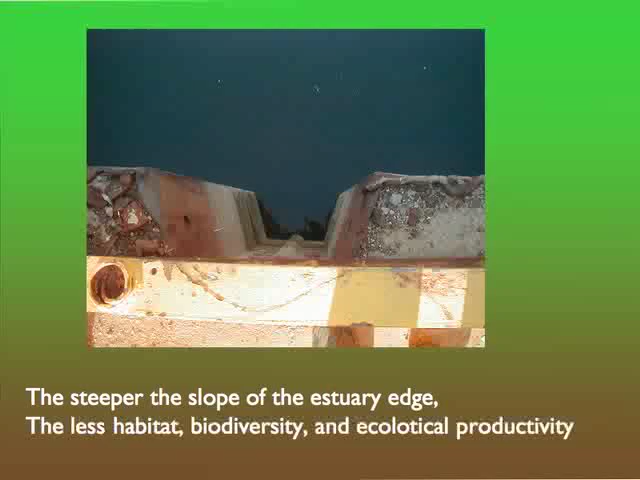 The steeper the slope of the estuary edge,
The less habitat, biodiversity, and ecolotical productivity